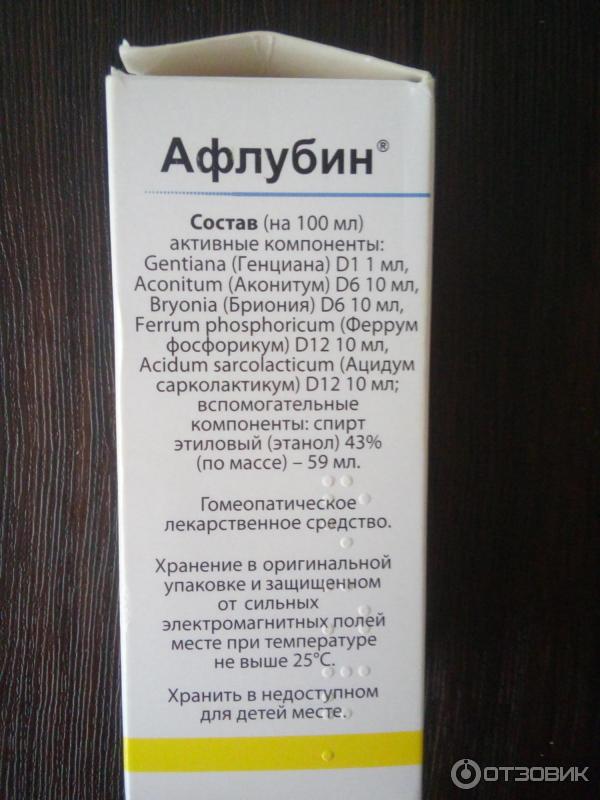 Афлубин®
Состав (на 100 мл)
активные компоненты:
Gentiana (Генциана) D1 1 мл,
Aconitum (Аконитум) D6 10 мл,
Bryonia (Бриония) D6 10 мл,
Ferrum phosphoricum (Феррум
фосфорикум) D12 10 мл,
Acidum sarcolacticum (Ацидум
сарколактикум) D12 10 мл;
вспомогательные
компоненты: спирт
этиловый (этанол) 43%
(по массе) – 59 мл.
Гомеопатическое
лекарственное средство.
Хранение в оригинальной
упаковке и защищенном
от сильных
электромагнитных полей
месте при температуре
не выше 25°С.
Хранить в недоступном
для детей месте.
ОТЗОВИК